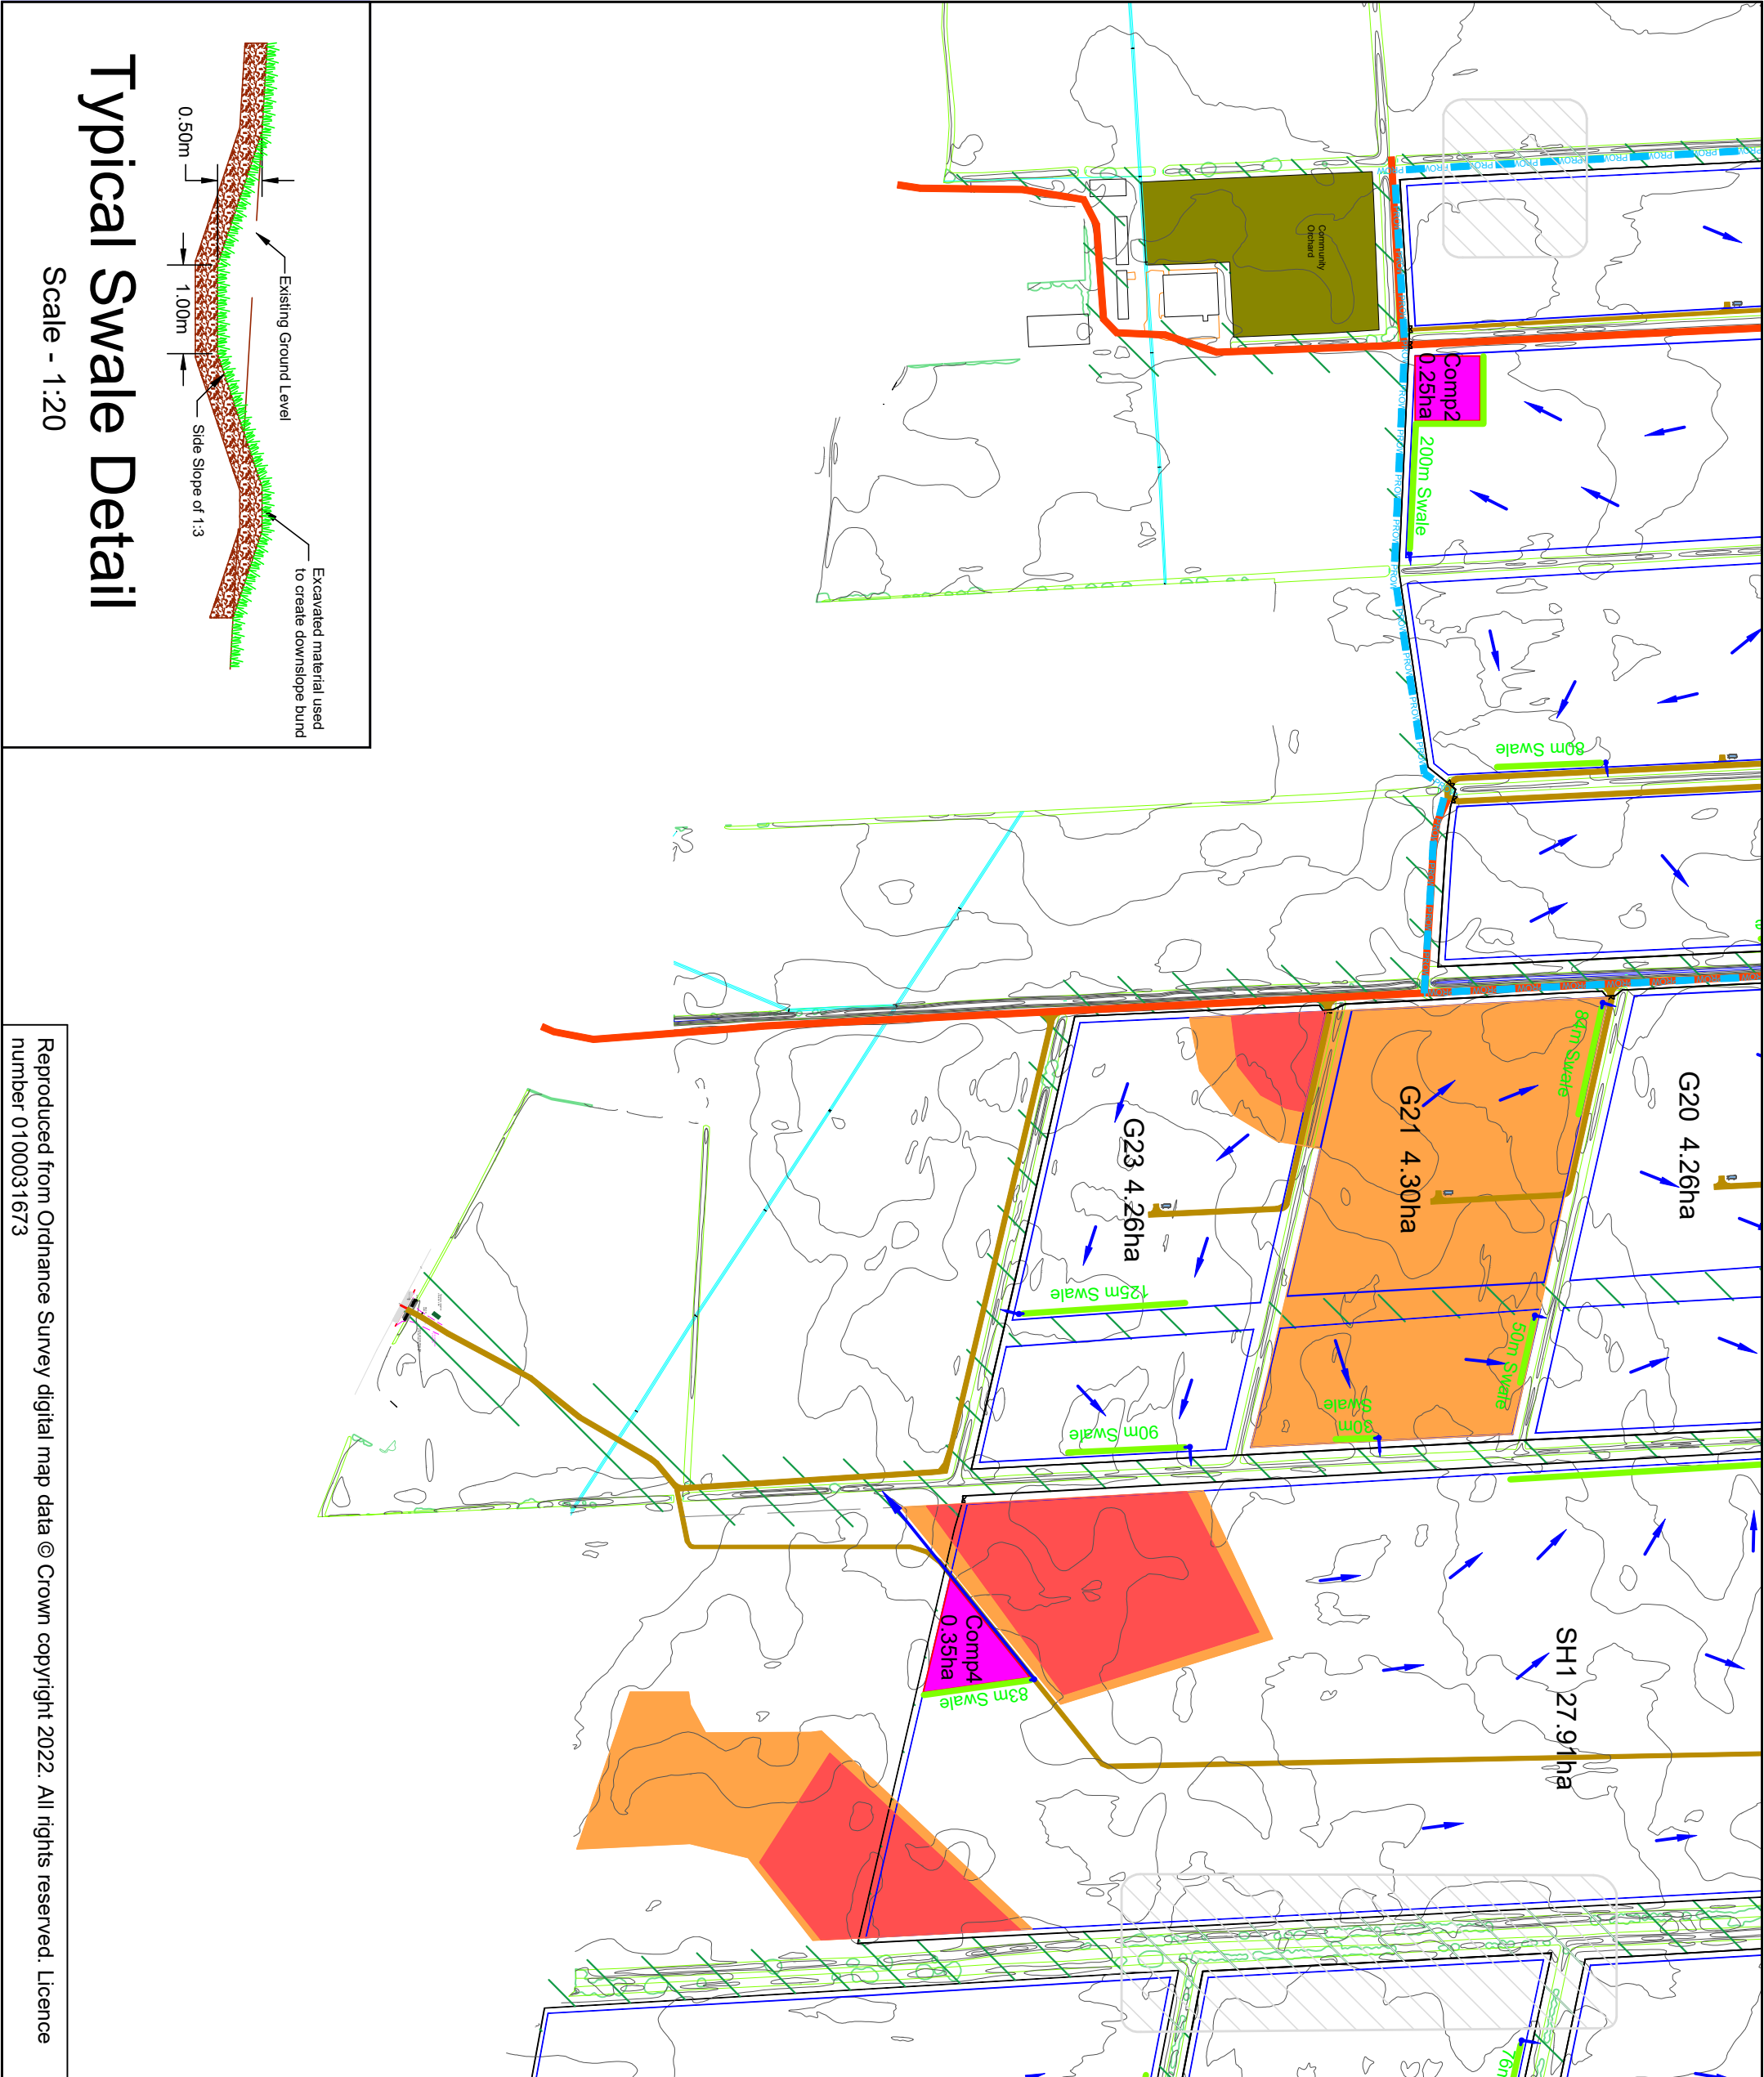 Community
Orchard
Comp2
0.25ha
200m Swale
80m Swale
84m Swale
G20 4.26ha
G21 4.30ha
G23 4.26ha
125m Swale
50m Swale
90m Swale
SH1 27.91ha
Comp4
0.35ha
83m Swale
76m
PROW
Existing Ground Level
Excavated material used
to create downslope bund
0.50m
1.00m
Side Slope of 1:3
Typical Swale Detail
Scale - 1:20
Reproduced from Ordnance Survey digital map data © Crown copyright 2022. All rights reserved. Licence
number 0100031673